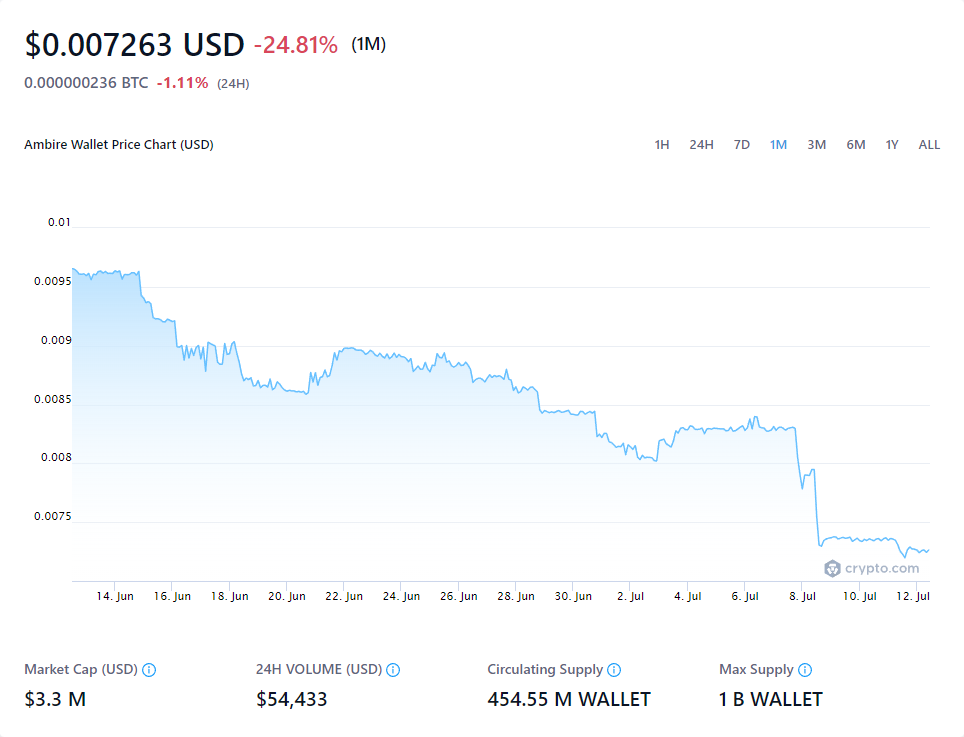 $0.007263 USD -24.81% (1M)
0.000000236 BTC -1.11% (24H)
Ambire Wallet Price Chart (USD) 1H 24H 7D 1M 3M 6M 1Y ALL
0.01
0.0095
0.009
0.0085
0.008
0.0075
crypto.com
14. Jun 16. Jun 18. Jun 20. Jun 22. Jun 24. Jun 26. Jun 28. Jun 30. Jun 2. Jul 4. Jul 6. Jul 8. Jul 10. Jul 12. Jul
Market Cap (USD) 24H VOLUME (USD) Circulating Supply Max Supply
$3.3 M $54,433 454.55 M WALLET 1 B WALLET